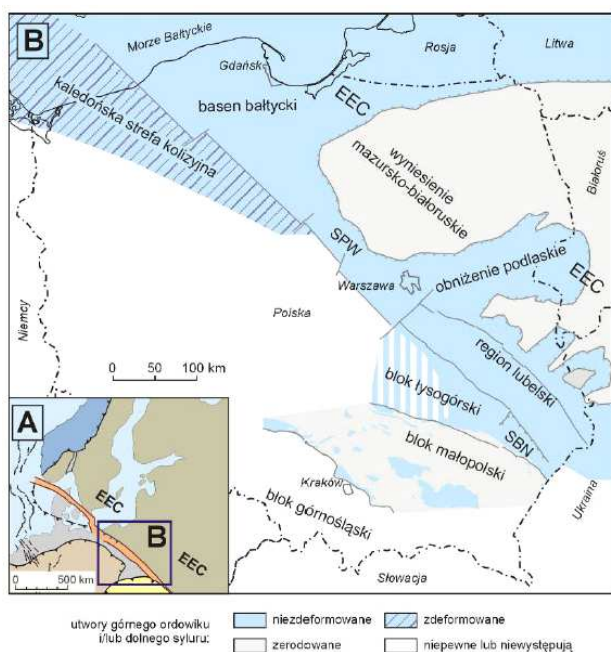 B
Morze Bałtyckie
Rosja
Litwa
Gdańsk
basen bałtycki
EEC
kaledońska strefa kolizyjna
wyniesienie
mazursko-białoruskie
Białoruś
SPW
obniżenie podlaskie
EEC
Warszawa
Niemcy
Polska
region lubelski
0 50 100 km
blok łysogórski
SBN
blok małopolski
Kraków
blok górnośląski
Ukraina
Słowacja
A
EEC
B
EEC
0 500 km
utwory górnego ordowiku
i/lub dolnego syluru:
niezdeformowane
zdeformowane
zerodowane
niepewne lub niewystępują